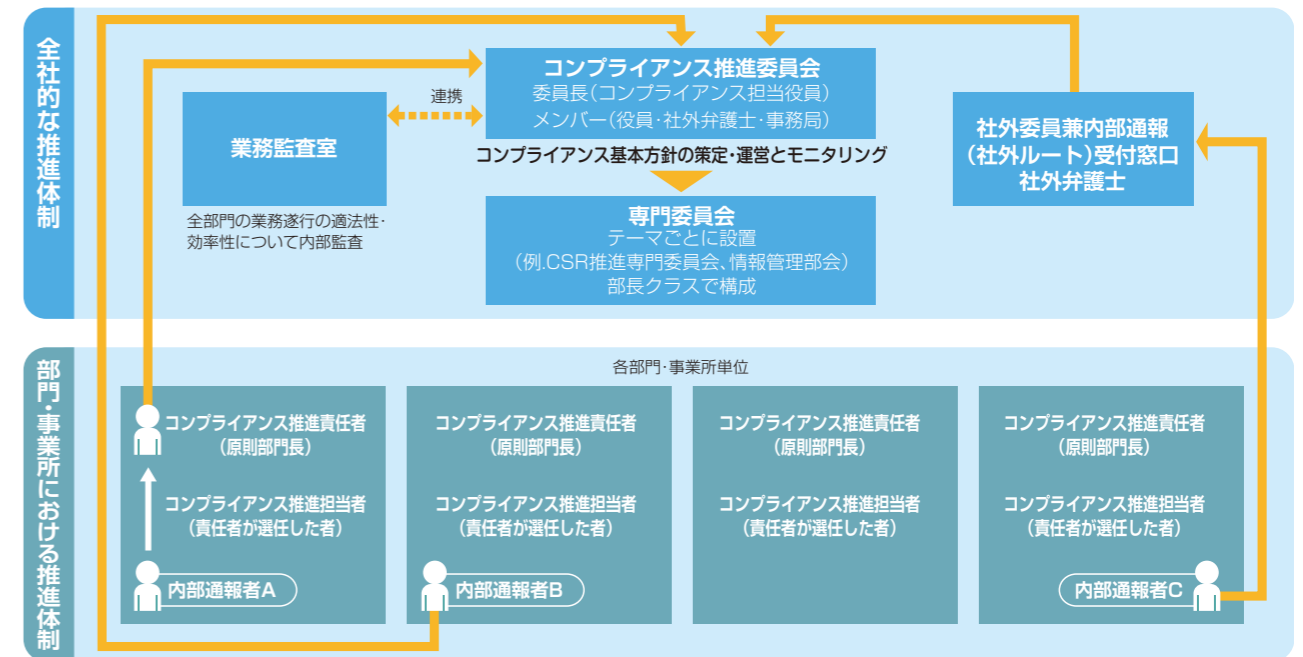 全社的な推進体制
コンプライアンス推進委員会
委員長(コンプライアンス担当役員)
メンバー(役員・社外弁護士・事務局)
連携
業務監査室
全部門の業務遂行の適法性・
効率性について内部監査
コンプライアンス基本方針の策定・運営とモニタリング
専門委員会
テーマごとに設置
(例.CSR推進専門委員会、情報管理部会)
部長クラスで構成
社外委員兼内部通報
(社外ルート)受付窓口
社外弁護士
部門・事業所における推進体制
各部門・事業所単位
コンプライアンス推進責任者
(原則部門長)
コンプライアンス推進担当者
(責任者が選任した者)
内部通報者A
コンプライアンス推進責任者
(原則部門長)
コンプライアンス推進担当者
(責任者が選任した者)
内部通報者B
コンプライアンス推進責任者
(原則部門長)
コンプライアンス推進担当者
(責任者が選任した者)
コンプライアンス推進責任者
(原則部門長)
コンプライアンス推進担当者
(責任者が選任した者)
内部通報者C